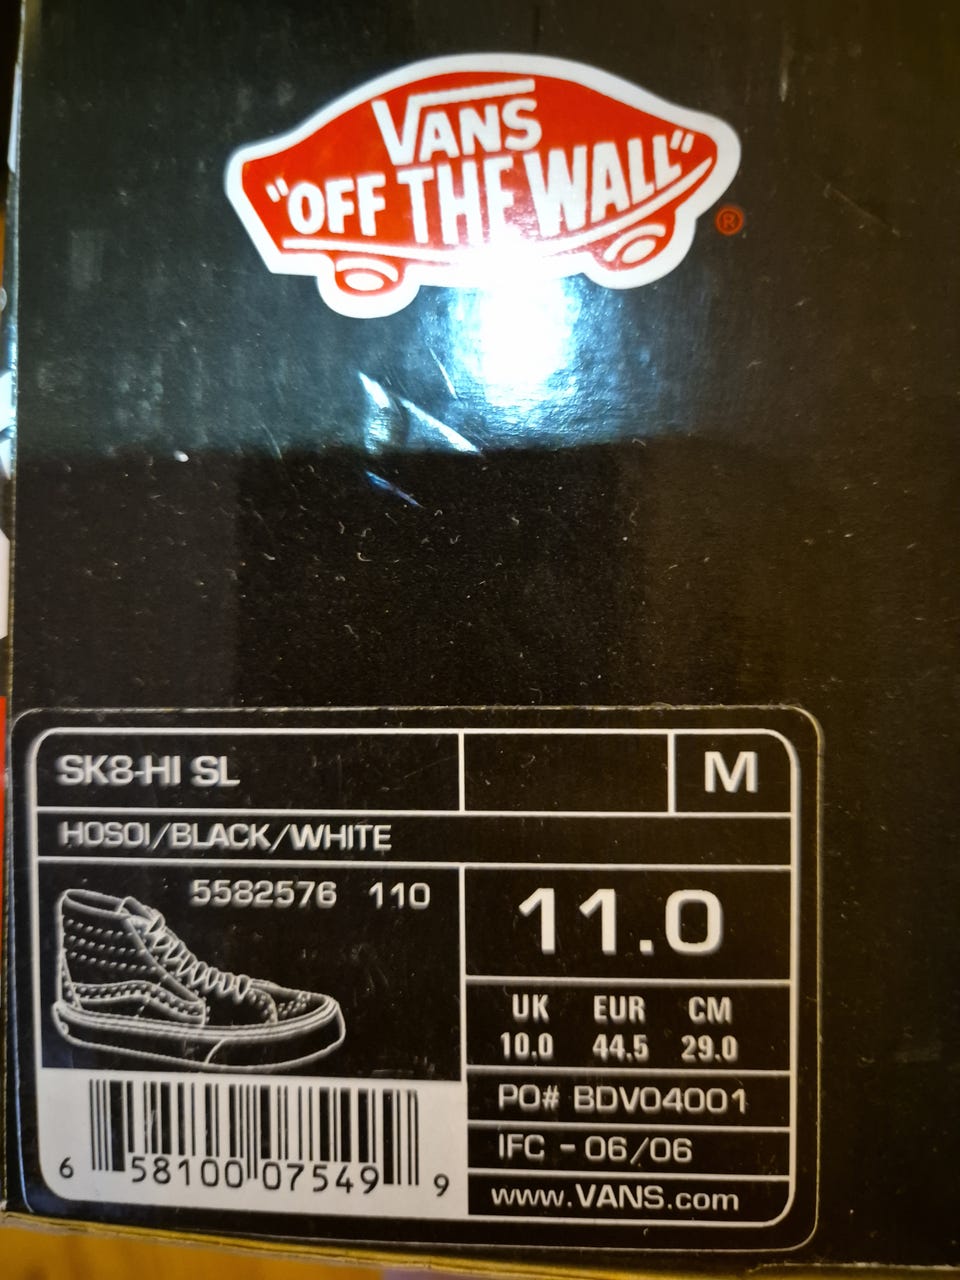 VANS
"OFF THE WALL"
®
SK8-HI SL
M
HOSOI/BLACK/WHITE
5582576 110
11.0
UK EUR CM
10.0 44.5 29.0
PO# BDV04001
IFC - 06/06
www.VANS.com
6 58100 07549 9